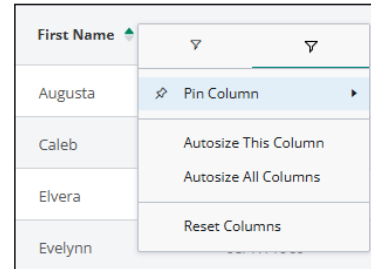 First Name
Augusta
Pin Column
Caleb
Autosize This Column
Autosize All Columns
Elvera
Reset Columns
Evelynn